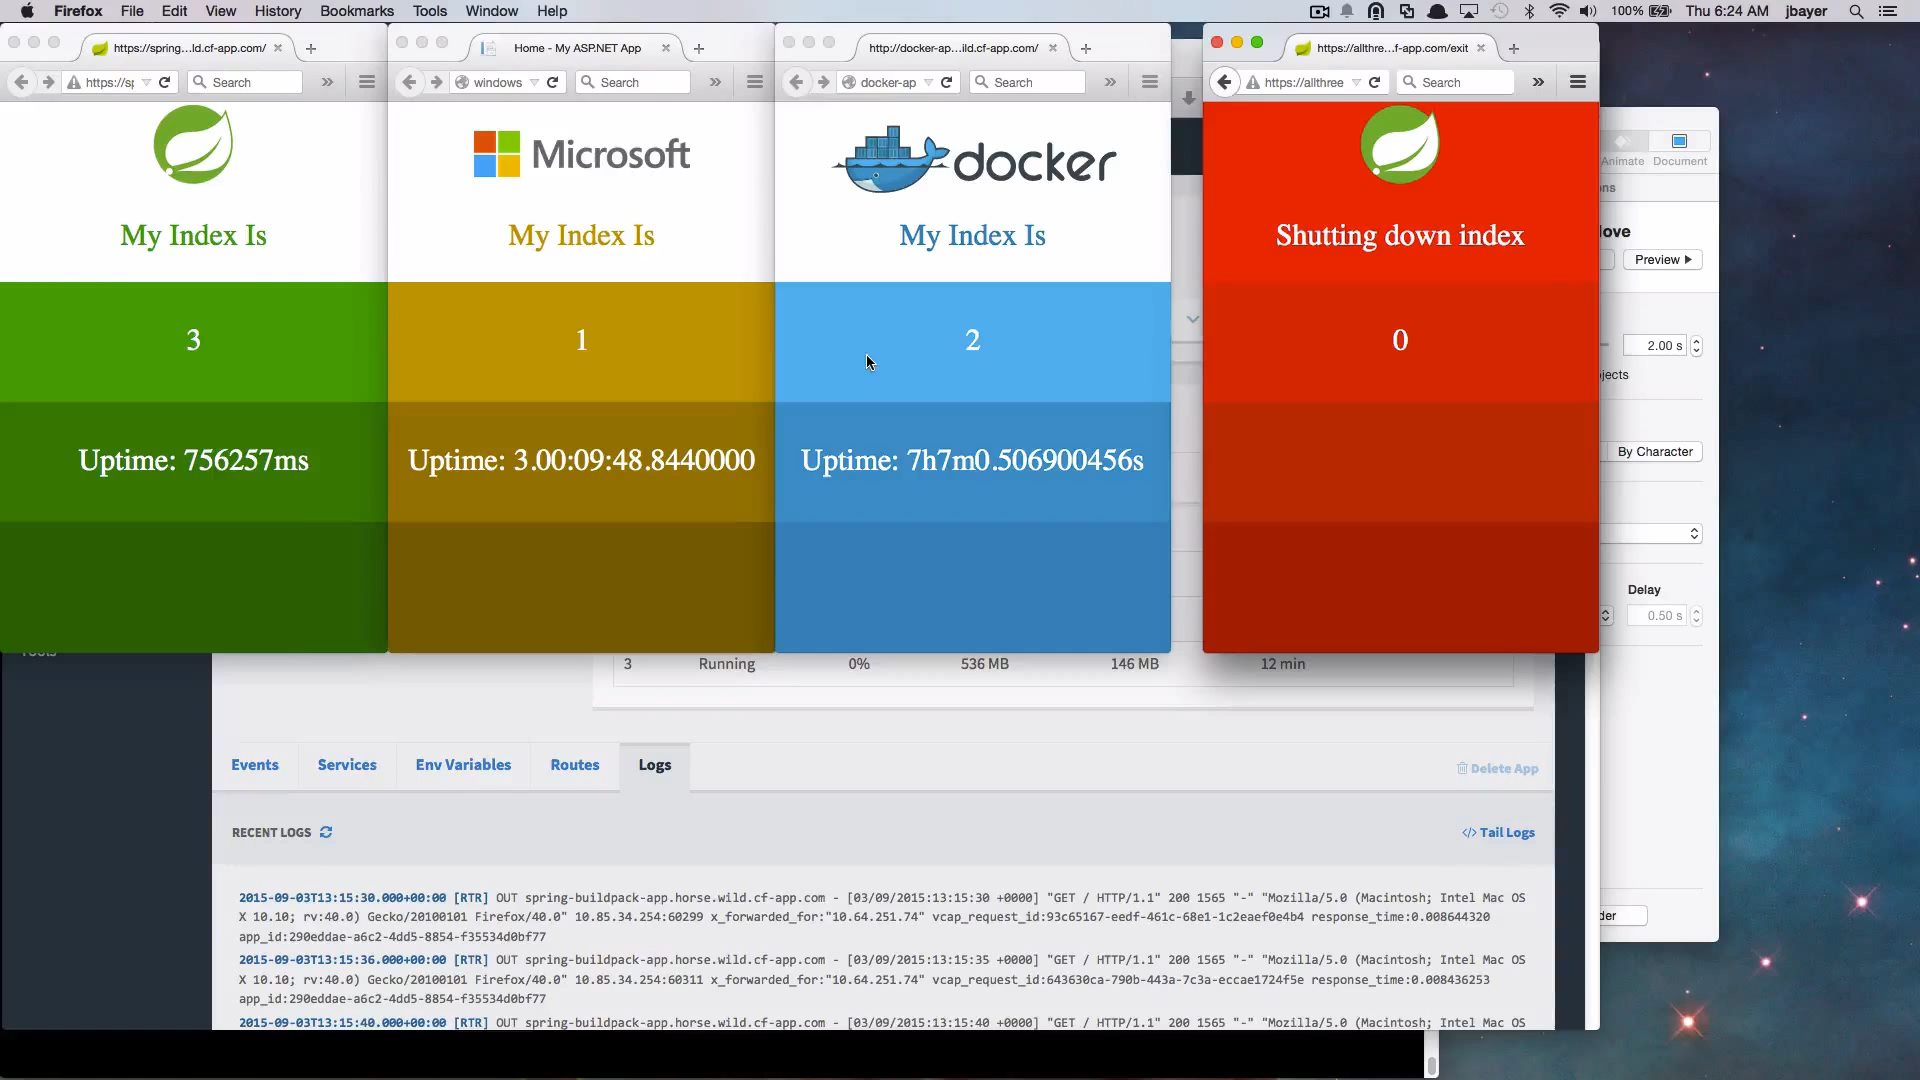 Firefox File Edit View History Bookmarks Tools Window Help
100% Thu 6:24 AM jbayer
https://spring...ld.cf-app.com/
https://sp
Search
My Index Is
3
Uptime: 756257ms
Home - My ASP.NET App
windows
Search
Microsoft
My Index Is
1
Uptime: 3.00:09:48.8440000
http://docker-ap...ild.cf-app.com/
docker-ap
Search
docker
My Index Is
2
Uptime: 7h7m0.506900456s
https://allthre...f-app.com/exit
https://allthree
Search
Shutting down index
0
Animate Document
ns
love
Preview
2.00 s
jects
By Character
Delay
0.50 s
der
Tools
3 Running 0% 536 MB 146 MB 12 min
Events Services Env Variables Routes Logs
Delete App
RECENT LOGS
</> Tail Logs
2015-09-03T13:15:30.000+00:00 [RTR] OUT spring-buildpack-app.horse.wild.cf-app.com - [03/09/2015:13:15:30 +0000] "GET / HTTP/1.1" 200 1565 "-" "Mozilla/5.0 (Macintosh; Intel Mac OS
X 10.10; rv:40.0) Gecko/20100101 Firefox/40.0" 10.85.34.254:60299 x_forwarded_for:"10.64.251.74" vcap_request_id:93c65167-eedf-461c-68e1-1c2eaef0e4b4 response_time:0.008644320
app_id:290eddae-a6c2-4dd5-8854-f35534d0bf77
2015-09-03T13:15:36.000+00:00 [RTR] OUT spring-buildpack-app.horse.wild.cf-app.com - [03/09/2015:13:15:35 +0000] "GET / HTTP/1.1" 200 1565 "-" "Mozilla/5.0 (Macintosh; Intel Mac OS
X 10.10; rv:40.0) Gecko/20100101 Firefox/40.0" 10.85.34.254:60311 x_forwarded_for:"10.64.251.74" vcap_request_id:643630ca-790b-443a-7c3a-eccae1724f5e response_time:0.008436253
app_id:290eddae-a6c2-4dd5-8854-f35534d0bf77
2015-09-03T13:15:40.000+00:00 [RTR] OUT spring-buildpack-app.horse.wild.cf-app.com - [03/09/2015:13:15:40 +0000] "GET / HTTP/1.1" 200 1565 "-" "Mozilla/5.0 (Macintosh; Intel Mac OS